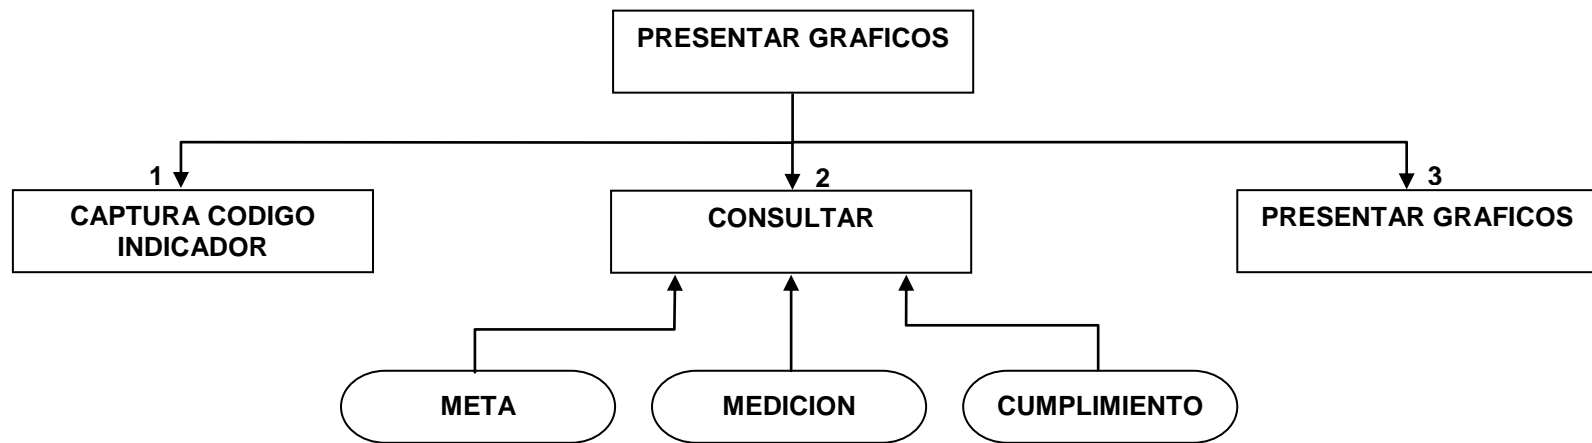 PRESENTAR GRAFICOS
1
2
3
CAPTURA CODIGO
INDICADOR
CONSULTAR
PRESENTAR GRAFICOS
META
MEDICION
CUMPLIMIENTO